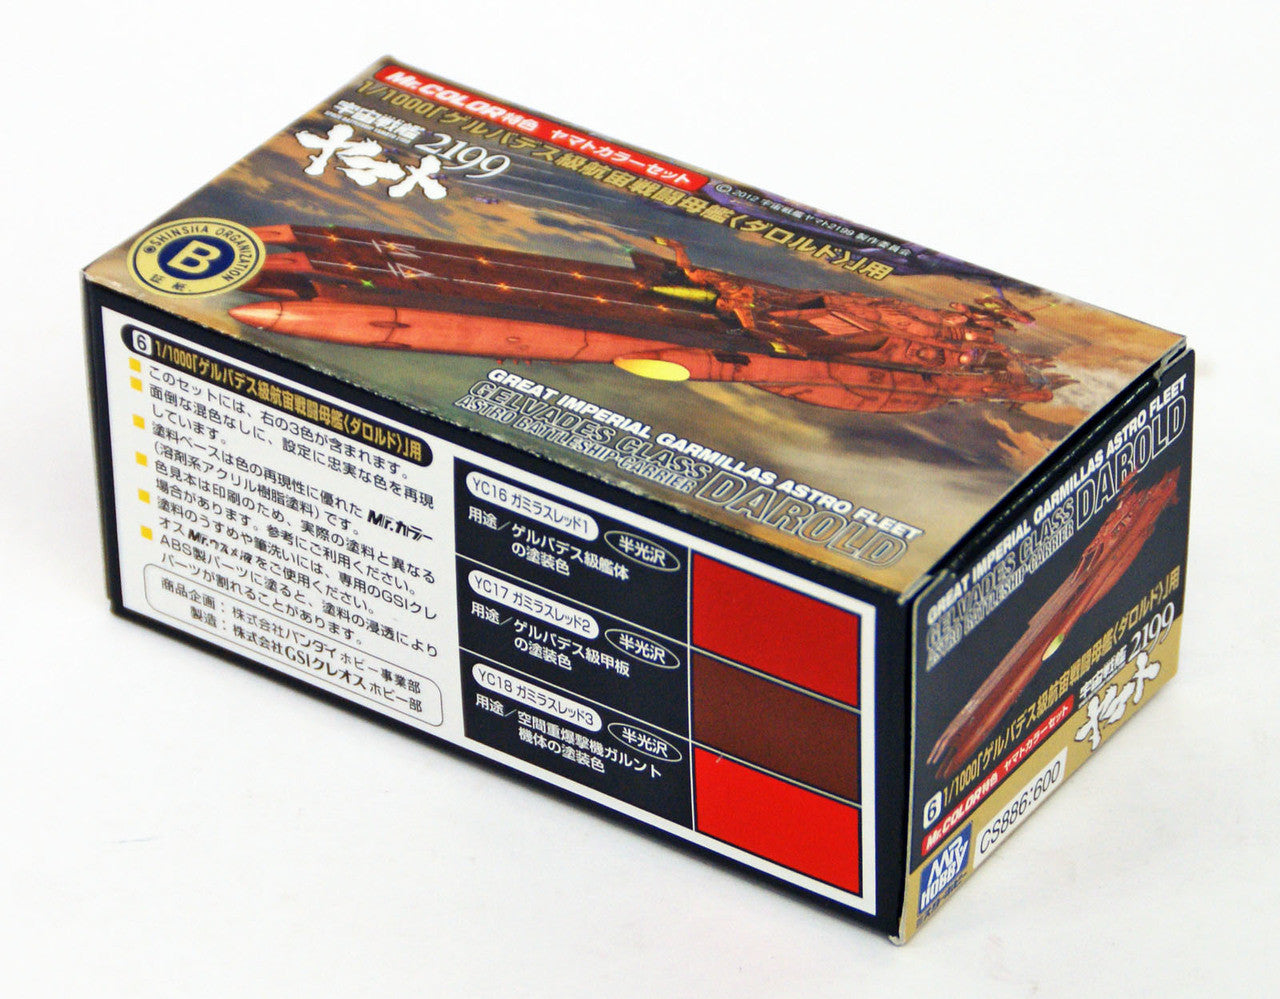 Mr.COLOR特色 ヤマトカラーセット
1/1000「ゲルバデス級航宙戦闘母艦〈ダロルド〉」用
宇宙戦艦
ヤマト 2199
©2012 宇宙戦艦ヤマト2199 製作委員会
SHINSHA ORGANIZATION
B
証紙
GREAT IMPERIAL GARMILLAS ASTRO FLEET
GELVADES CLASS
ASTRO BATTLESHIP-CARRIER
DAROLD
6 1/1000「ゲルバデス級航宙戦闘母艦〈ダロルド〉」用
このセットには、右の3色が含まれます。
面倒な混色なしに、設定に忠実な色を再現
しています。
塗料ベースは色の再現性に優れた Mr.カラー
(溶剤系アクリル樹脂塗料)です。
色見本は印刷のため、実際の塗料と異なる
場合があります。参考にご利用ください。
塗料のうすめや筆洗いには、専用のGSIクレ
オス Mr.ウスメ液をご使用ください。
ABS製パーツに塗ると、塗料の浸透により
パーツが割れることがあります。
商品企画：株式会社バンダイ ホビー事業部
製造：株式会社GSIクレオス ホビー部
YC16 ガミラスレッド1
半光沢
用途／ゲルバデス級艦体
の塗装色
YC17 ガミラスレッド2
半光沢
用途／ゲルバデス級甲板
の塗装色
YC18 ガミラスレッド3
半光沢
用途／空間重爆撃機ガルント
機体の塗装色
GREAT IMPERIAL GARMILLAS ASTRO FLEET
GELVADES CLASS
ASTRO BATTLESHIP-CARRIER
DAROLD
宇宙戦艦
ヤマト 2199
6 1/1000「ゲルバデス級航宙戦闘母艦〈ダロルド〉」用
Mr.COLOR特色 ヤマトカラーセット
Mr.HOBBY
CS886:600